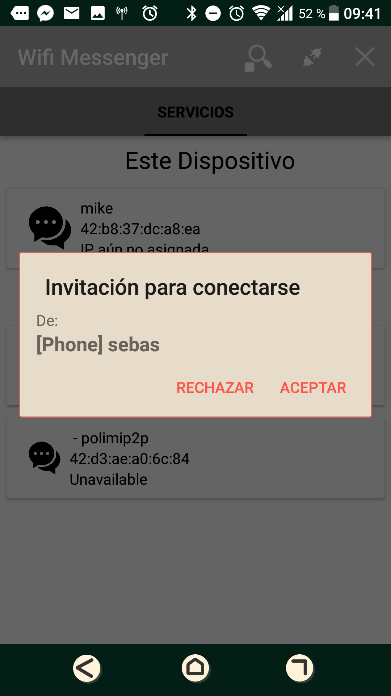 52 % 09:41
Wifi Messenger
SERVICIOS
Este Dispositivo
mike
42:b8:37:dc:a8:ea
IP aún no asignada
Invitación para conectarse
De:
[Phone] sebas
RECHAZAR ACEPTAR
- polimip2p
42:d3:ae:a0:6c:84
Unavailable